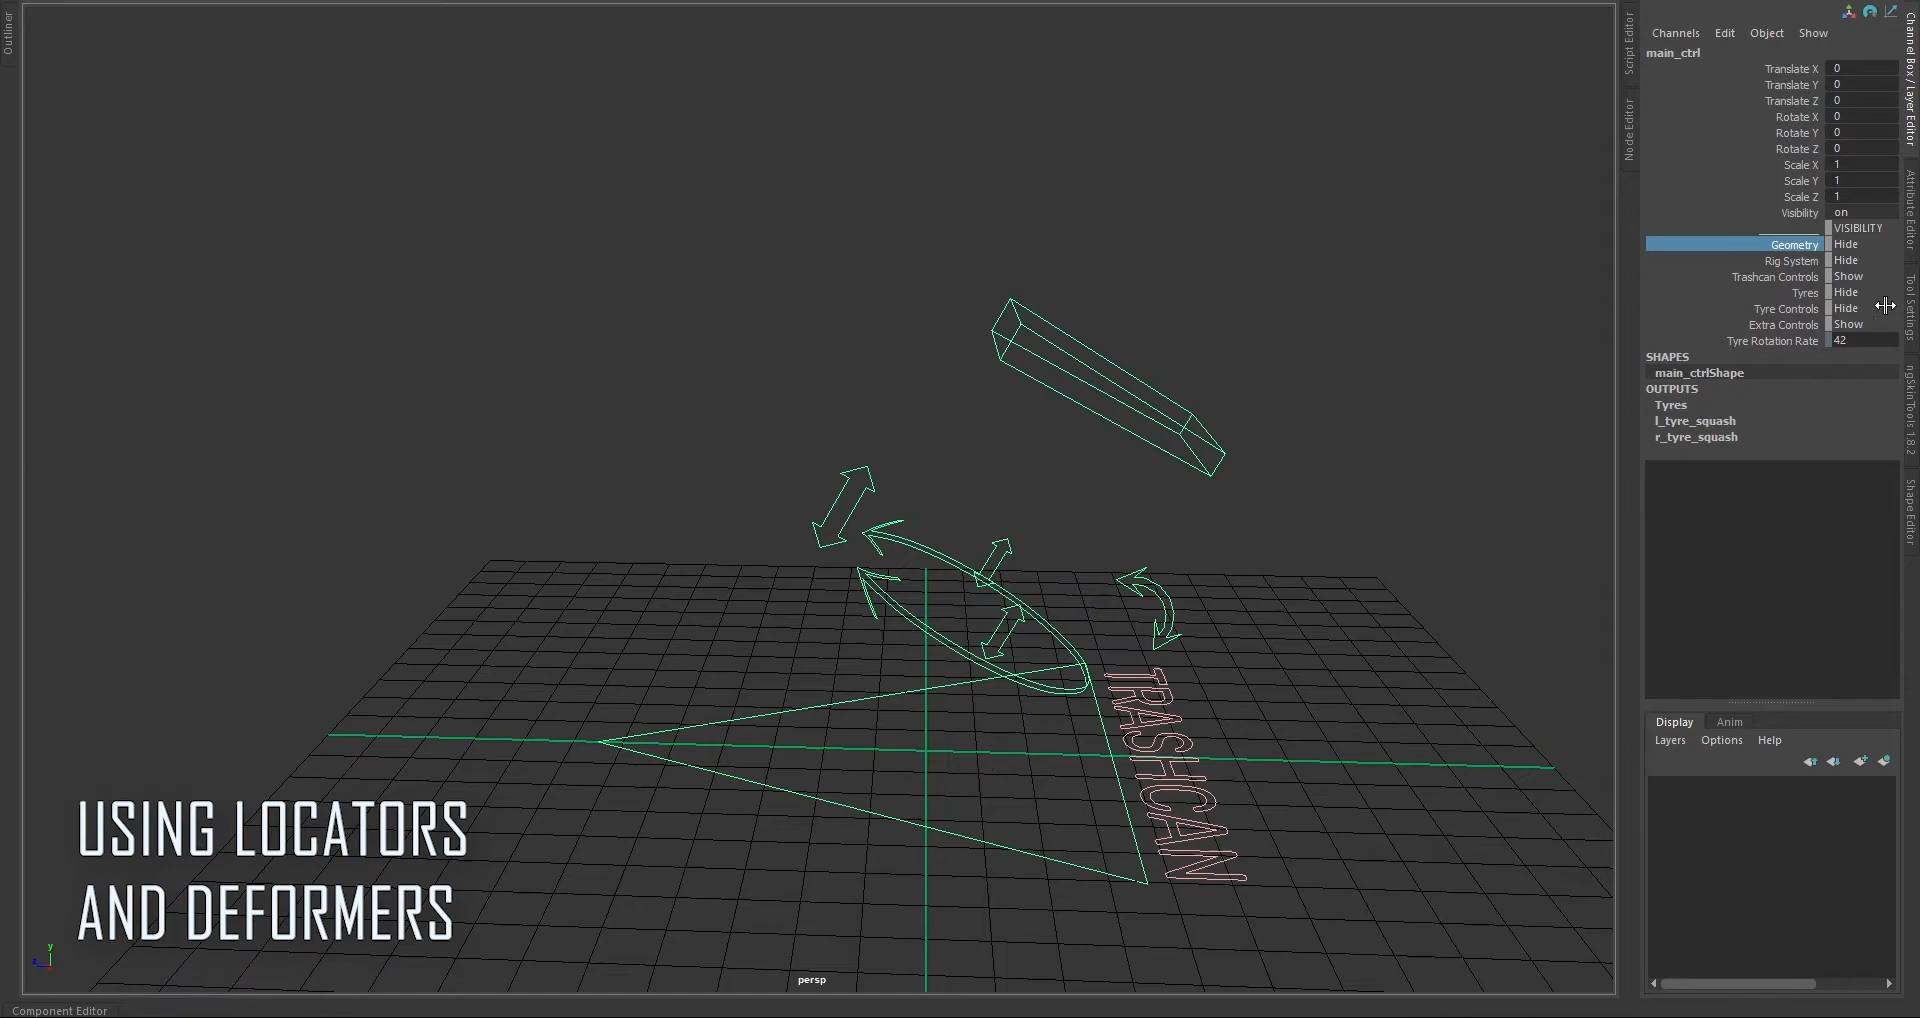 Outliner
Script Editor
Node Editor
Channels Edit Object Show
main_ctrl
Translate X 0
Translate Y 0
Translate Z 0
Rotate X 0
Rotate Y 0
Rotate Z 0
Scale X 1
Scale Y 1
Scale Z 1
Visibility on
VISIBILITY
Geometry Hide
Rig System Hide
Trashcan Controls Show
Tyres Hide
Tyre Controls Hide
Extra Controls Show
Tyre Rotation Rate 42
SHAPES
main_ctrlShape
OUTPUTS
Tyres
l_tyre_squash
r_tyre_squash
Channel Box / Layer Editor
Attribute Editor
Tool Settings
ngSkinTools 1.8.2
Shape Editor
Display Anim
Layers Options Help
TRASHCAN
USING LOCATORS
AND DEFORMERS
y
z
persp
Component Editor